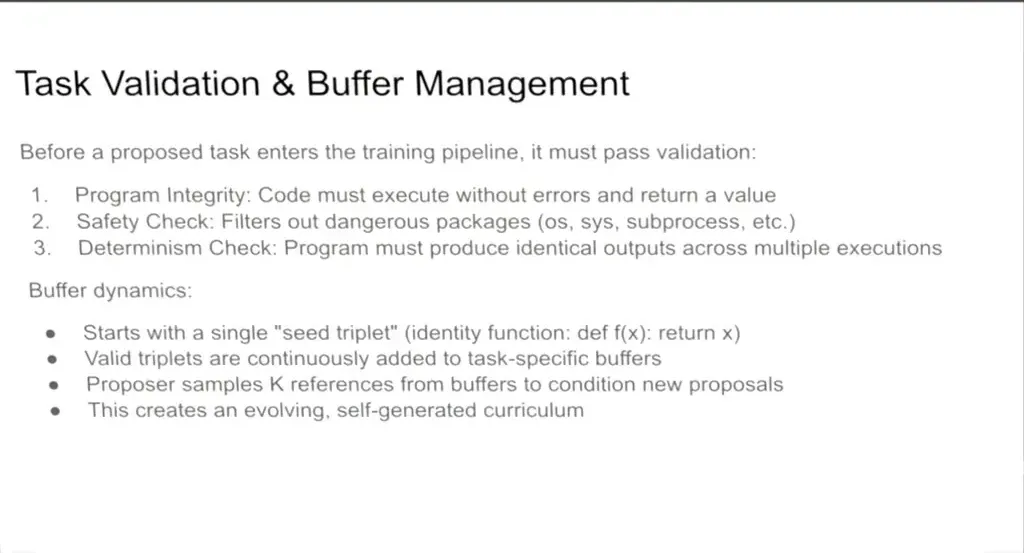 Task Validation & Buffer Management
Before a proposed task enters the training pipeline, it must pass validation:
1. Program Integrity: Code must execute without errors and return a value
2. Safety Check: Filters out dangerous packages (os, sys, subprocess, etc.)
3. Determinism Check: Program must produce identical outputs across multiple executions
Buffer dynamics:
● Starts with a single "seed triplet" (identity function: def f(x): return x)
● Valid triplets are continuously added to task-specific buffers
● Proposer samples K references from buffers to condition new proposals
● This creates an evolving, self-generated curriculum